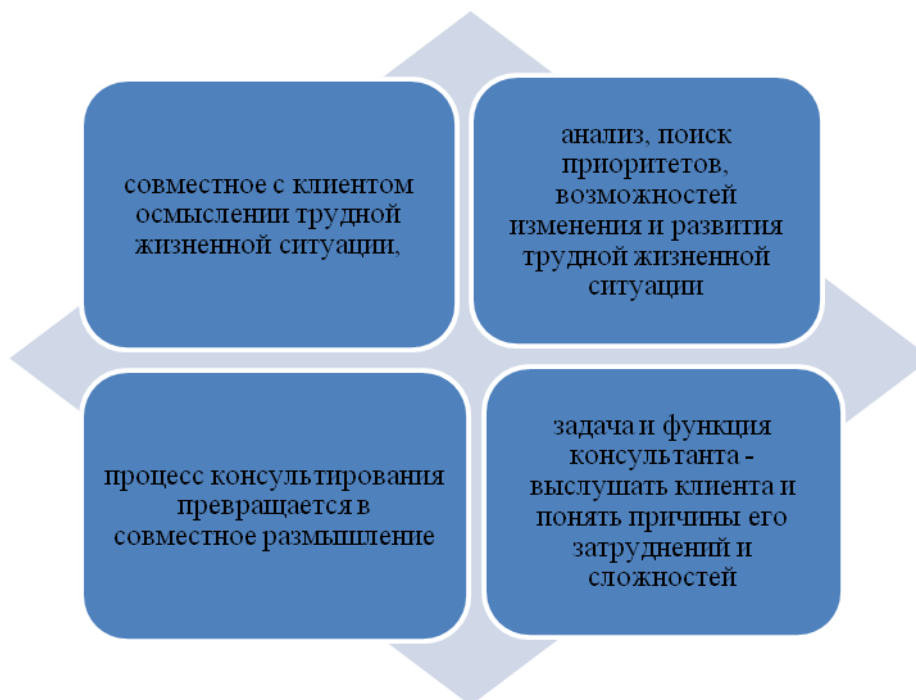 совместное с клиентом
осмыслении трудной
жизненной ситуации,
анализ, поиск
приоритетов,
возможностей
изменения и развития
трудной жизненной
ситуации
процесс консультирования
превращается в
совместное размышление
задача и функция
консультанта -
выслушать клиента и
понять причины его
затруднений и
сложностей